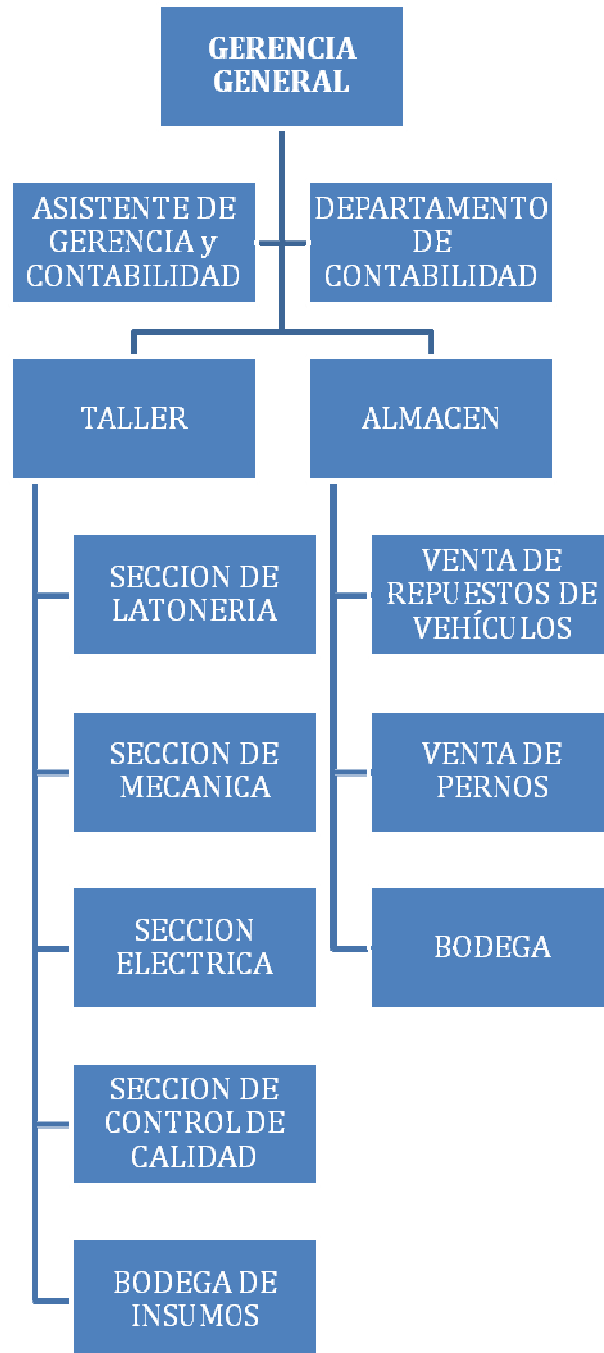 GERENCIA
GENERAL
ASISTENTE DE
GERENCIA y
CONTABILIDAD
DEPARTAMENTO
DE
CONTABILIDAD
TALLER
ALMACEN
SECCION DE
LATONERIA
SECCION DE
MECANICA
SECCION
ELECTRICA
SECCION DE
CONTROL DE
CALIDAD
BODEGA DE
INSUMOS
VENTA DE
REPUESTOS DE
VEHÍCULOS
VENTA DE
PERNOS
BODEGA